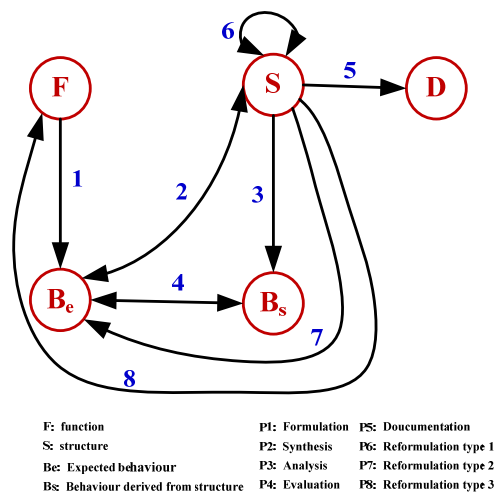 6
F
S
5
D
1
2
3
Be
4
Bs
7
8
F: function
S: structure
Be: Expected behaviour
Bs: Behaviour derived from structure
P1: Formulation
P2: Synthesis
P3: Analysis
P4: Evaluation
P5: Doucumentation
P6: Reformulation type 1
P7: Reformulation type 2
P8: Reformulation type 3